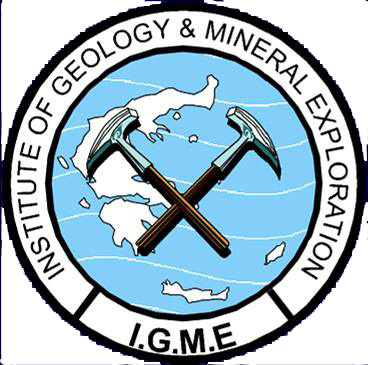 INSTITUTE OF GEOLOGY & MINERAL EXPLORATION
I.G.M.E